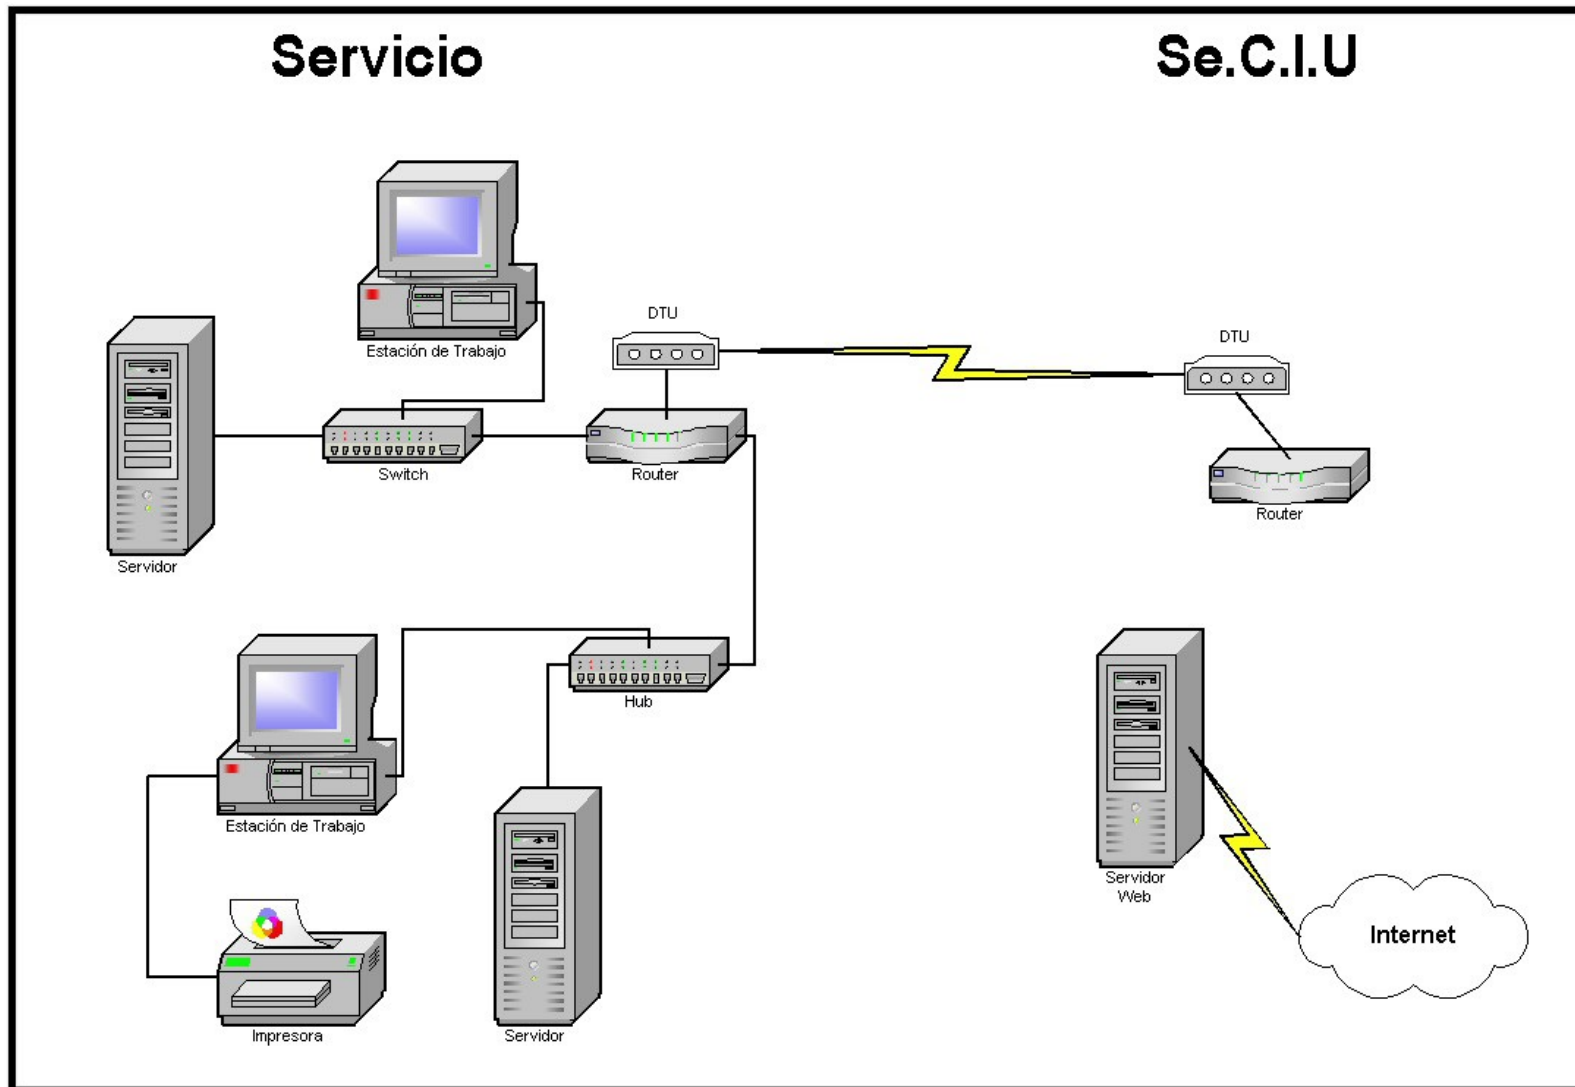 Servicio
Se.C.I.U
Estación de Trabajo
DTU
DTU
Switch
Router
Router
Servidor
Hub
Estación de Trabajo
Servidor
Web
Internet
Impresora
Servidor